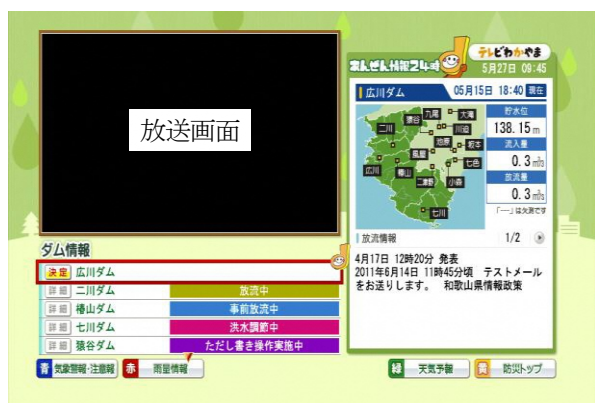 放送画面
あんぜん情報24時
テレビわかやま
5月27日 09:45
広川ダム
05月15日 18:40 現在
九尾
大滝
猿谷
二川
川迫
池原
坂本
風屋
七色
広川
椿山
二津野
小森
七川
貯水位
138.15 m
流入量
0.3 m³/s
放流量
0.3 m³/s
「──」は欠測です
放流情報
1/2
4月17日 12時20分 発表
2011年6月14日 11時45分頃 テストメール
をお送りします。 和歌山県情報政策
ダム情報
決定 広川ダム
詳細 二川ダム 放流中
詳細 椿山ダム 事前放流中
詳細 七川ダム 洪水調節中
詳細 猿谷ダム ただし書き操作実施中
青 気象警報・注意報
赤 雨量情報
緑 天気予報
黄 防災トップ